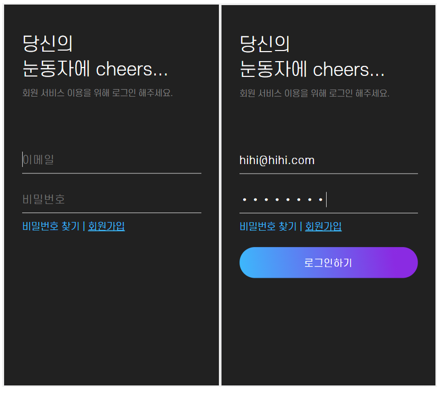 당신의
눈동자에 cheers...
회원 서비스 이용을 위해 로그인 해주세요.
이메일
비밀번호
비밀번호 찾기 | 회원가입
당신의
눈동자에 cheers...
회원 서비스 이용을 위해 로그인 해주세요.
hihi@hihi.com
••••••••
비밀번호 찾기 | 회원가입
로그인하기